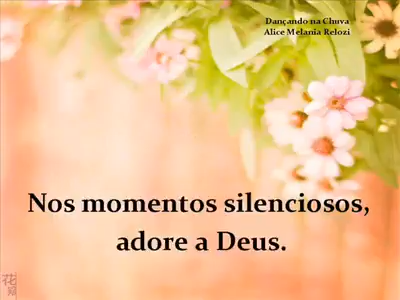 Dançando na Chuva
Alice Melania Relozi
Nos momentos silenciosos,
adore a Deus.